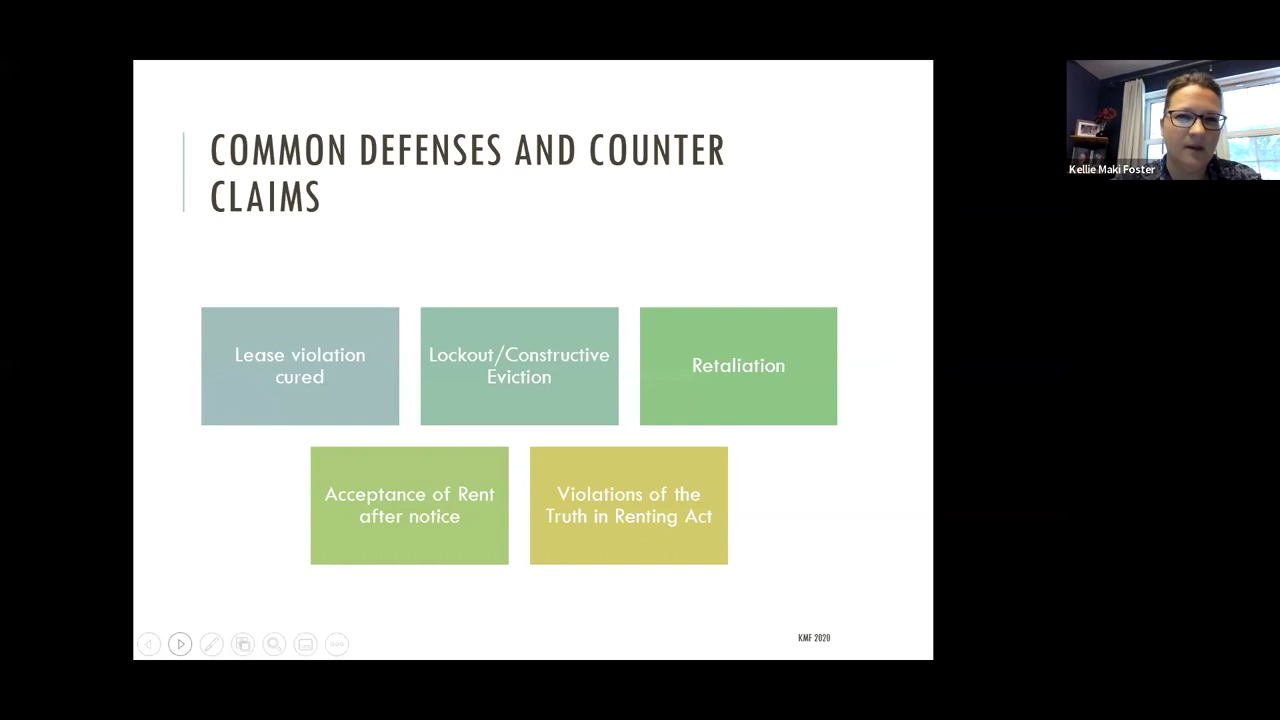 COMMON DEFENSES AND COUNTER
CLAIMS
Kellie Maki Foster
Lease violation
cured
Lockout/Constructive
Eviction
Retaliation
Acceptance of Rent
after notice
Violations of the
Truth in Renting Act
KMF 2020